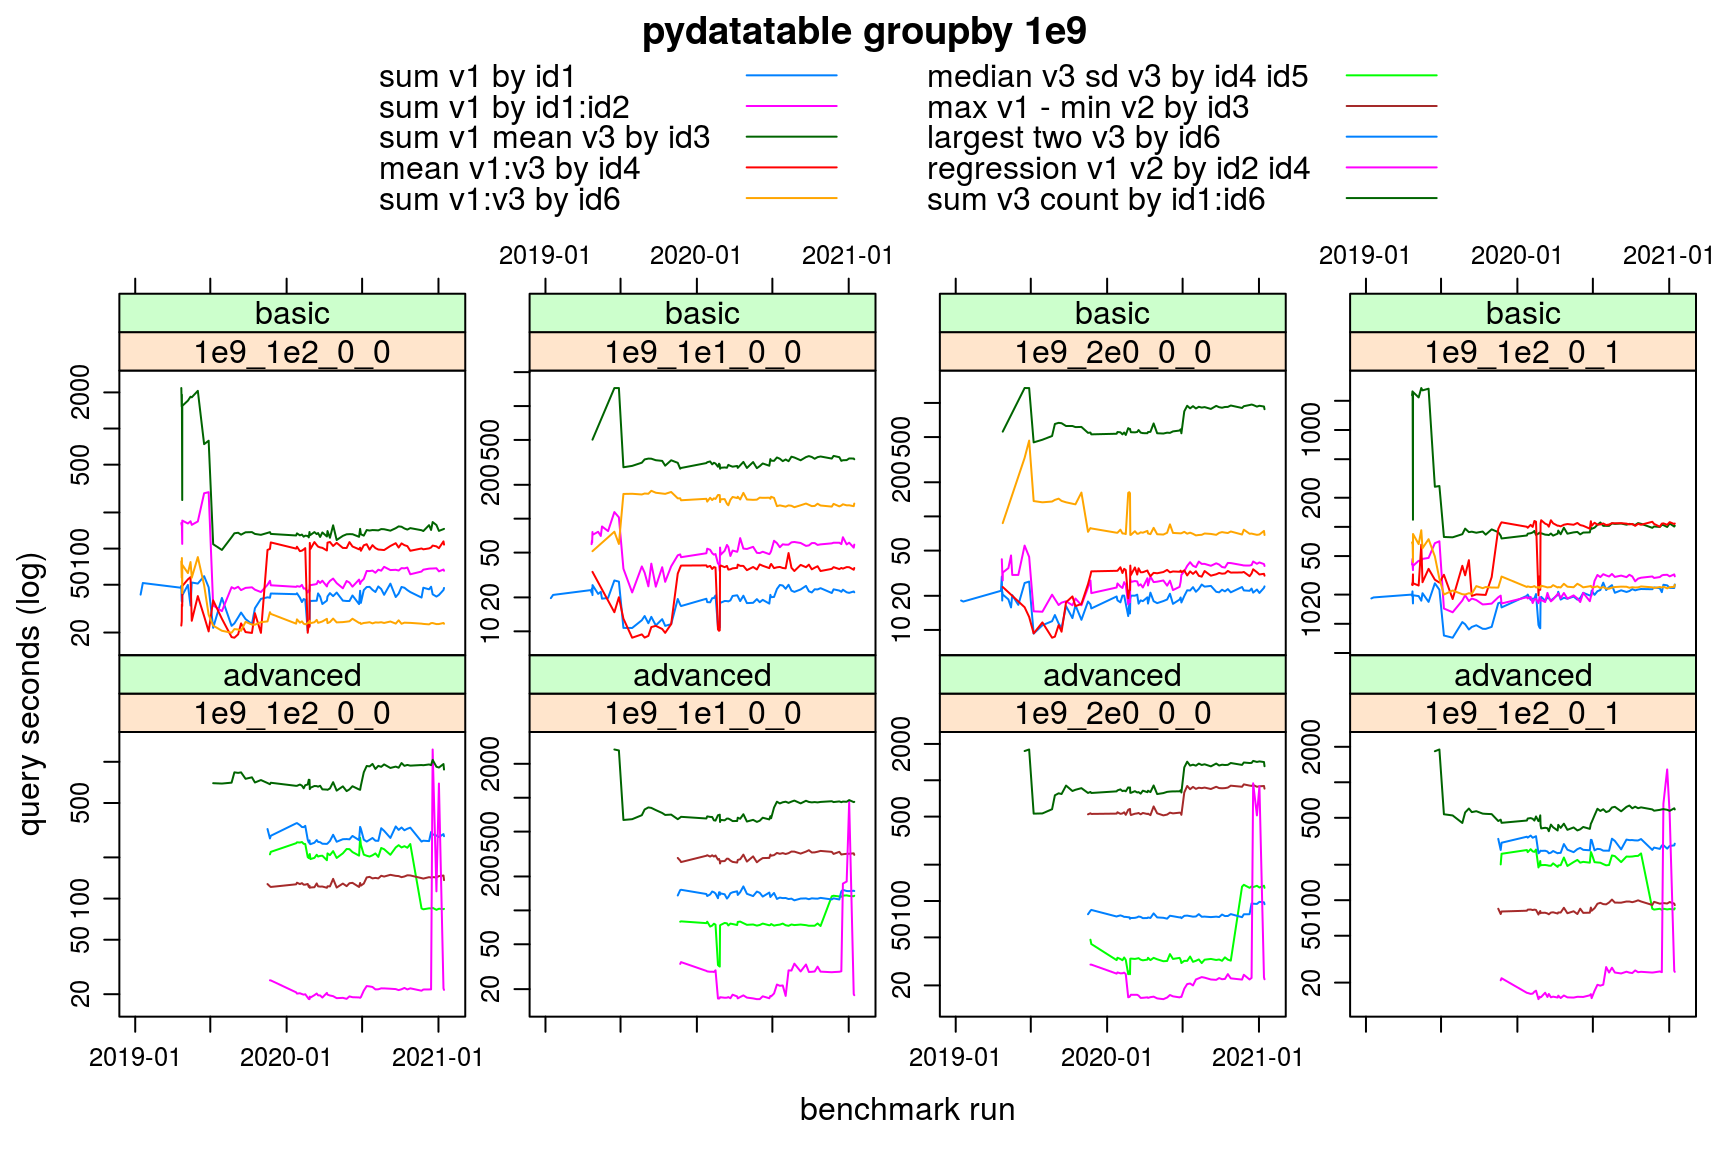 pydatatable groupby 1e9
sum v1 by id1
sum v1 by id1:id2
sum v1 mean v3 by id3
mean v1:v3 by id4
sum v1:v3 by id6
median v3 sd v3 by id4 id5
max v1 - min v2 by id3
largest two v3 by id6
regression v1 v2 by id2 id4
sum v3 count by id1:id6
2019-01 2020-01 2021-01
2019-01 2020-01 2021-01
basic
1e9_1e2_0_0
2000
500
100
50
20
basic
1e9_1e1_0_0
500
200
50
20
10
basic
1e9_2e0_0_0
500
200
50
20
10
basic
1e9_1e2_0_1
1000
200
50
20
10
query seconds (log)
advanced
1e9_1e2_0_0
500
100
50
20
advanced
1e9_1e1_0_0
2000
500
200
50
20
advanced
1e9_2e0_0_0
2000
500
100
50
20
advanced
1e9_1e2_0_1
2000
500
100
50
20
2019-01 2020-01 2021-01
2019-01 2020-01 2021-01
benchmark run